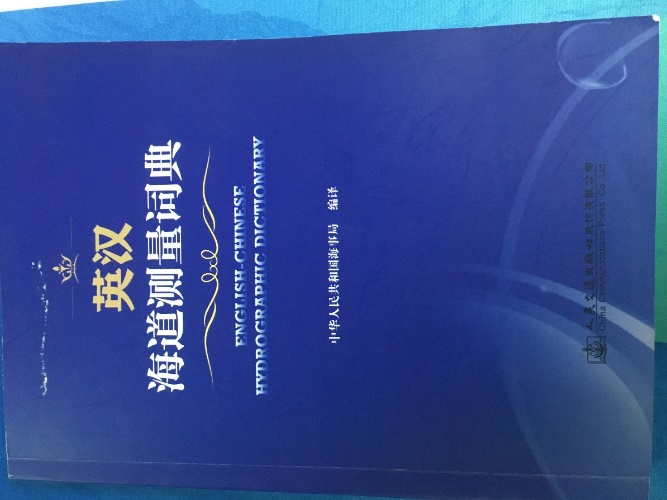 英汉
海道测量词典
ENGLISH-CHINESE
HYDROGRAPHIC DICTIONARY
中华人民共和国海事局 编译
人民交通出版社股份有限公司
China Communications Press Co.,Ltd.